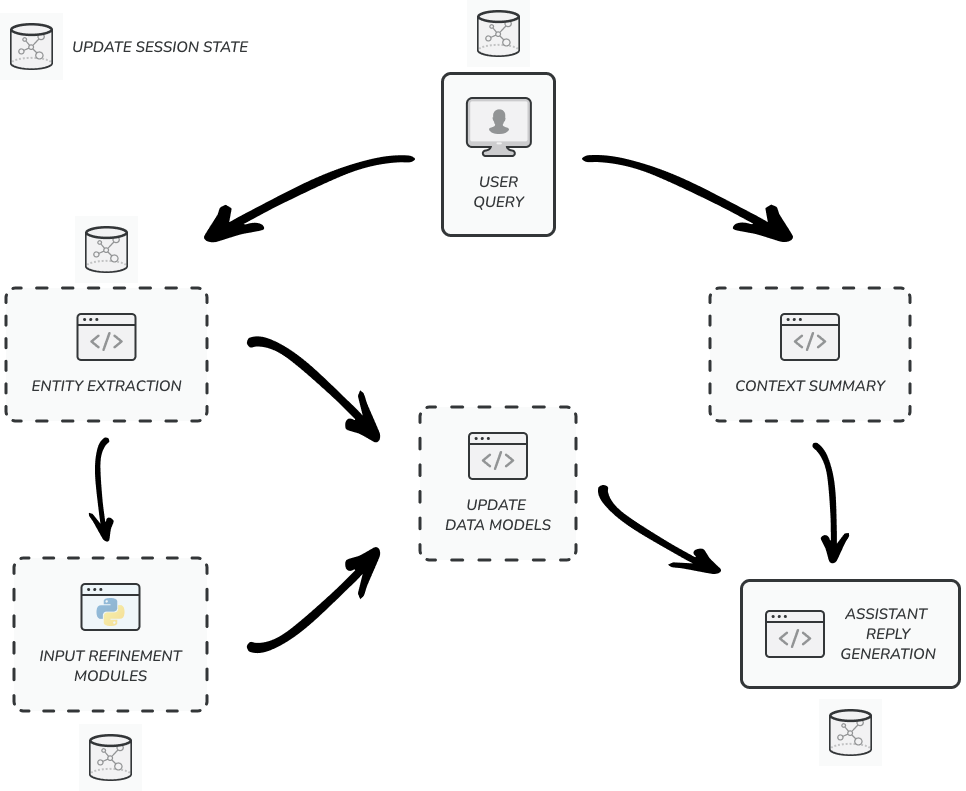 UPDATE SESSION STATE
USER
QUERY
ENTITY EXTRACTION
CONTEXT SUMMARY
UPDATE
DATA MODELS
INPUT REFINEMENT
MODULES
ASSISTANT
REPLY
GENERATION